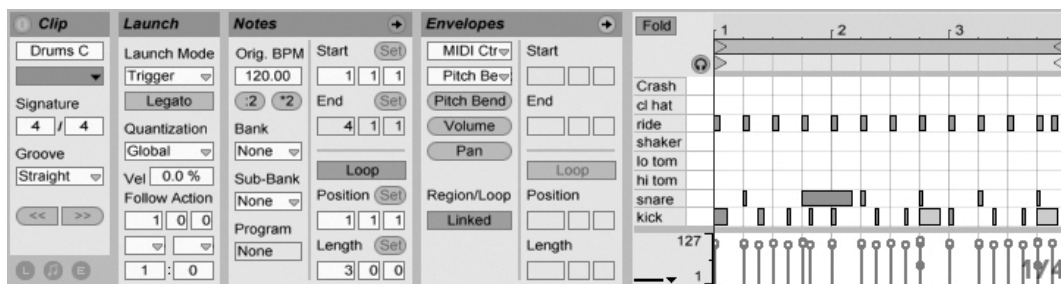 Clip
Drums C
Signature
4 / 4
Groove
Straight
<< >>
L E
Launch
Launch Mode
Trigger
Legato
Quantization
Global
Vel 0.0 %
Follow Action
1 0 0
1 : 0
Notes
Orig. BPM
120.00
:2 *2
Bank
None
Sub-Bank
None
Program
None
Start Set
1 1 1
End Set
4 1 1
Loop
Position Set
1 1 1
Length Set
3 0 0
Envelopes
MIDI Ctr
Pitch Be
Pitch Bend
Volume
Pan
Region/Loop
Linked
Start
End
Loop
Position
Length
Fold
1 2 3
Crash
cl hat
ride
shaker
lo tom
hi tom
snare
kick
127
1
1/4